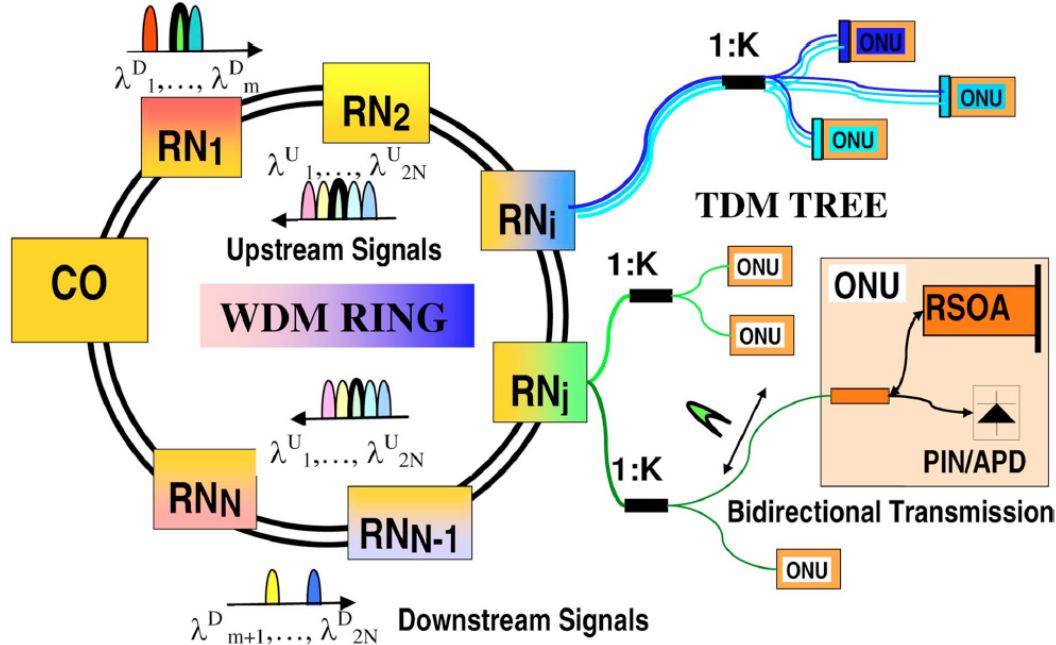 λᴰ₁,..., λᴰₘ
RN₁
RN₂
λᵁ₁,..., λᵁ₂N
Upstream Signals
RNᵢ
CO
WDM RING
RNⱼ
λᵁ₁,..., λᵁ₂N
RN_N
RN_N-1
λᴰₘ₊₁,..., λᴰ₂N
Downstream Signals
1:K
ONU
ONU
ONU
TDM TREE
1:K
ONU
ONU
ONU
RSOA
PIN/APD
1:K
Bidirectional Transmission
ONU